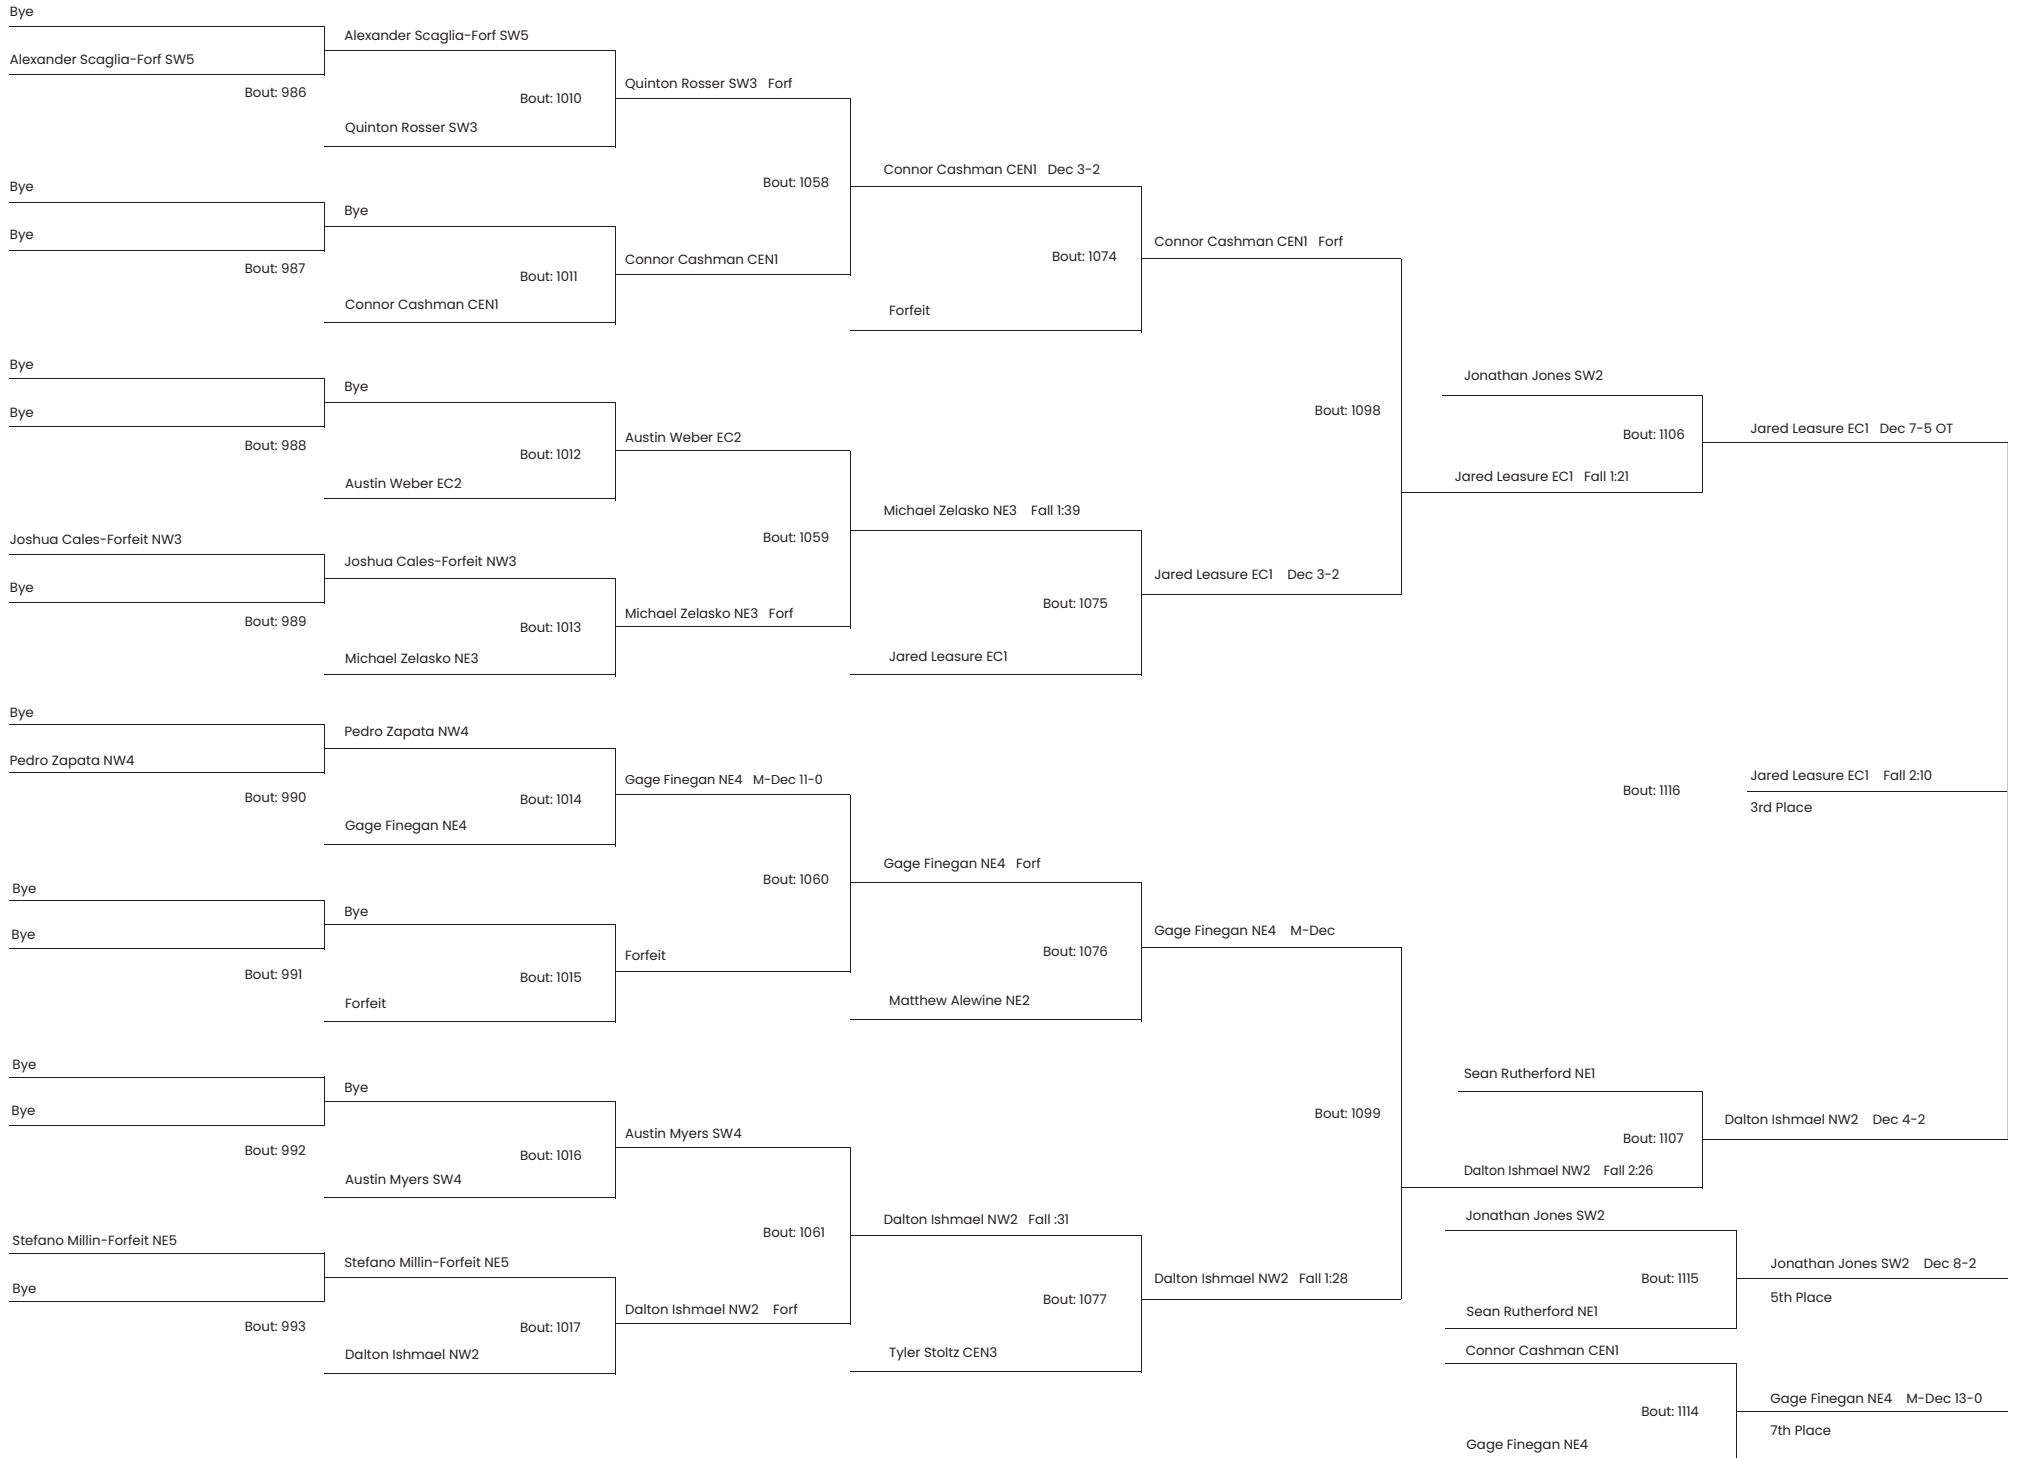 Bye
Alexander Scaglia-Forf SW5
Bout: 986
Alexander Scaglia-Forf SW5
Bout: 1010
Quinton Rosser SW3
Quinton Rosser SW3 Forf
Bye
Bye
Bout: 987
Bye
Bout: 1011
Connor Cashman CEN1
Connor Cashman CEN1
Bout: 1058
Connor Cashman CEN1 Dec 3-2
Bout: 1074
Forfeit
Connor Cashman CEN1 Forf
Bye
Bye
Bout: 988
Bye
Bout: 1012
Austin Weber EC2
Austin Weber EC2
Joshua Cales-Forfeit NW3
Bye
Bout: 989
Joshua Cales-Forfeit NW3
Bout: 1013
Michael Zelasko NE3
Michael Zelasko NE3 Forf
Bout: 1059
Michael Zelasko NE3 Fall 1:39
Bout: 1075
Jared Leasure EC1
Jared Leasure EC1 Dec 3-2
Bout: 1098
Jonathan Jones SW2
Bout: 1106
Jared Leasure EC1 Fall 1:21
Jared Leasure EC1 Dec 7-5 OT
Bye
Pedro Zapata NW4
Bout: 990
Pedro Zapata NW4
Bout: 1014
Gage Finegan NE4
Gage Finegan NE4 M-Dec 11-0
Bye
Bye
Bout: 991
Bye
Bout: 1015
Forfeit
Forfeit
Bout: 1060
Gage Finegan NE4 Forf
Bout: 1076
Matthew Alewine NE2
Gage Finegan NE4 M-Dec
Bout: 1116
Jared Leasure EC1 Fall 2:10
3rd Place
Bye
Bye
Bout: 992
Bye
Bout: 1016
Austin Myers SW4
Austin Myers SW4
Stefano Millin-Forfeit NE5
Bye
Bout: 993
Stefano Millin-Forfeit NE5
Bout: 1017
Dalton Ishmael NW2
Dalton Ishmael NW2 Forf
Bout: 1061
Dalton Ishmael NW2 Fall :31
Bout: 1077
Tyler Stoltz CEN3
Dalton Ishmael NW2 Fall 1:28
Bout: 1099
Sean Rutherford NE1
Bout: 1107
Dalton Ishmael NW2 Fall 2:26
Dalton Ishmael NW2 Dec 4-2
Jonathan Jones SW2
Bout: 1115
Sean Rutherford NE1
Jonathan Jones SW2 Dec 8-2
5th Place
Connor Cashman CEN1
Bout: 1114
Gage Finegan NE4
Gage Finegan NE4 M-Dec 13-0
7th Place